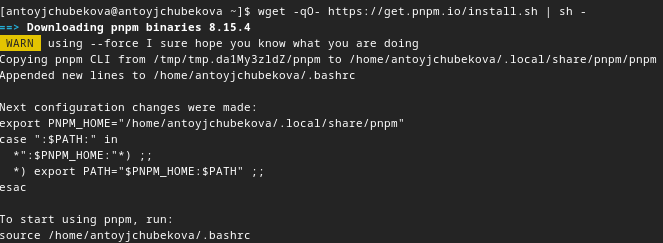 [antoyjchubekova@antoyjchubekova ~]$ wget -qO- https://get.pnpm.io/install.sh | sh -
==> Downloading pnpm binaries 8.15.4
 WARN  using --force I sure hope you know what you are doing
Copying pnpm CLI from /tmp/tmp.da1My3zldZ/pnpm to /home/antoyjchubekova/.local/share/pnpm/pnpm
Appended new lines to /home/antoyjchubekova/.bashrc

Next configuration changes were made:
export PNPM_HOME="/home/antoyjchubekova/.local/share/pnpm"
case ":$PATH:" in
  *":$PNPM_HOME:"*) ;;
  *) export PATH="$PNPM_HOME:$PATH" ;;
esac

To start using pnpm, run:
source /home/antoyjchubekova/.bashrc